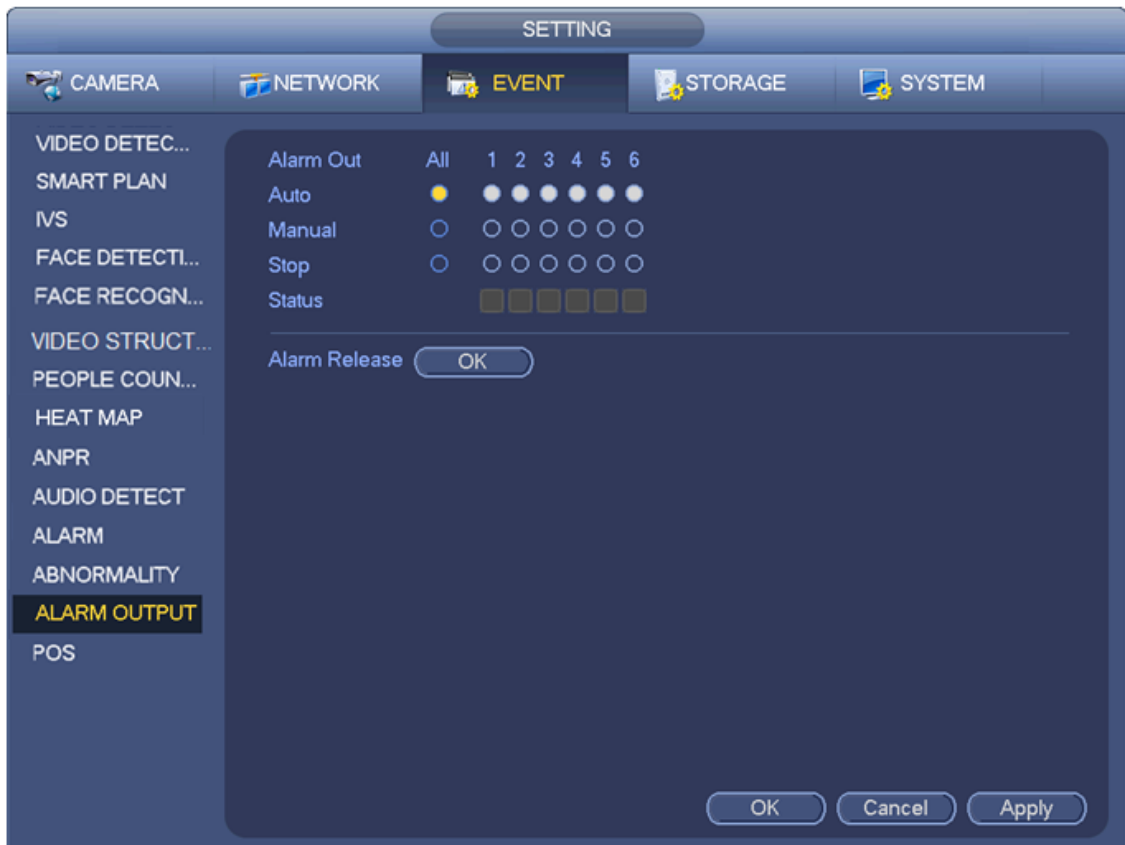 SETTING
CAMERA NETWORK EVENT STORAGE SYSTEM
VIDEO DETEC...
SMART PLAN
IVS
FACE DETECTI...
FACE RECOGN...
VIDEO STRUCT...
PEOPLE COUN...
HEAT MAP
ANPR
AUDIO DETECT
ALARM
ABNORMALITY
ALARM OUTPUT
POS
Alarm Out All 1 2 3 4 5 6
Auto
Manual
Stop
Status
Alarm Release OK
OK Cancel Apply